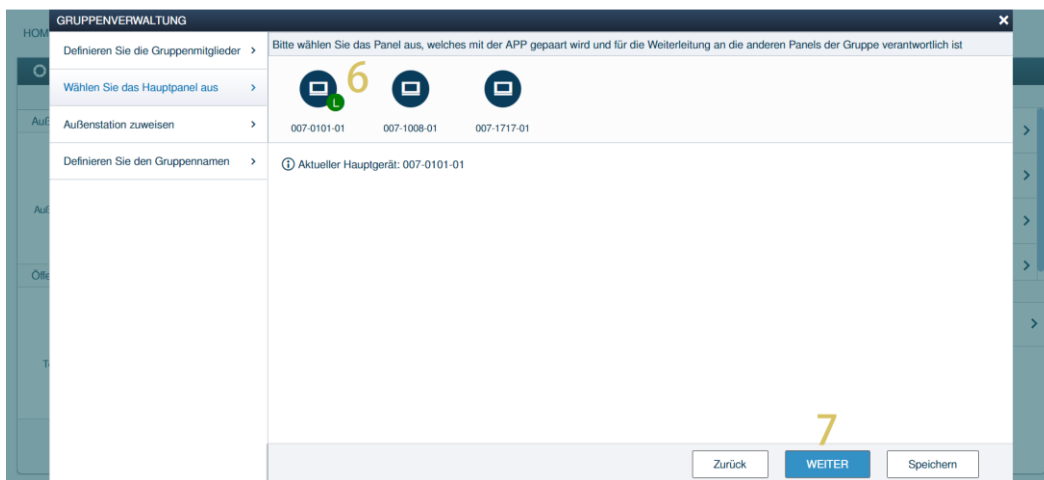 GRUPPENVERWALTUNG
HOM
Definieren Sie die Gruppenmitglieder
Bitte wählen Sie das Panel aus, welches mit der APP gepaart wird und für die Weiterleitung an die anderen Panels der Gruppe verantwortlich ist
Wählen Sie das Hauptpanel aus
6
L
Auß
Außenstation zuweisen
007-0101-01
007-1008-01
007-1717-01
Definieren Sie den Gruppennamen
Aktueller Hauptgerät: 007-0101-01
Auß
Öffe
7
Zurück
WEITER
Speichern